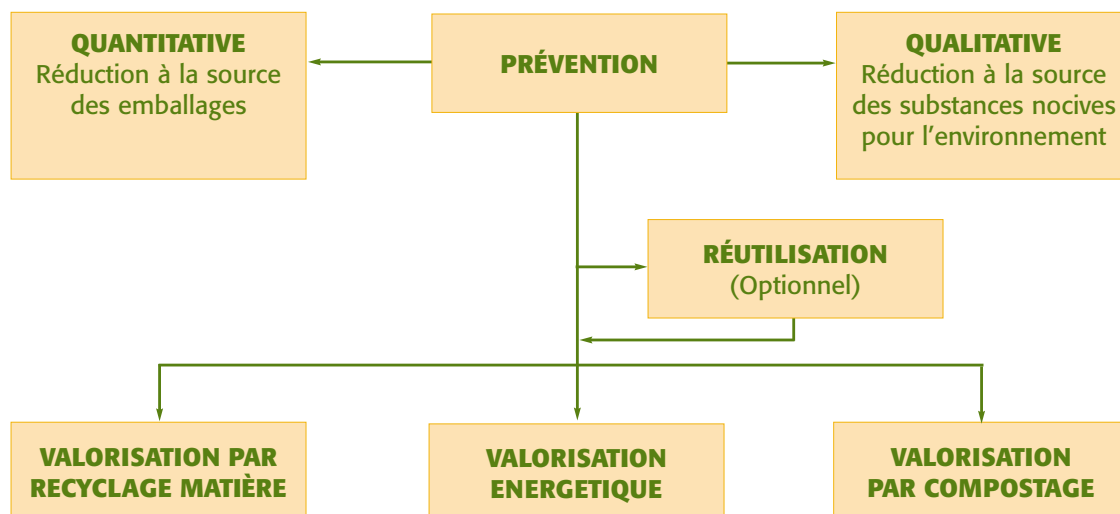 QUANTITATIVE
Réduction à la source
des emballages
PRÉVENTION
QUALITATIVE
Réduction à la source
des substances nocives
pour l’environnement
RÉUTILISATION
(Optionnel)
VALORISATION PAR
RECYCLAGE MATIÈRE
VALORISATION
ENERGETIQUE
VALORISATION
PAR COMPOSTAGE